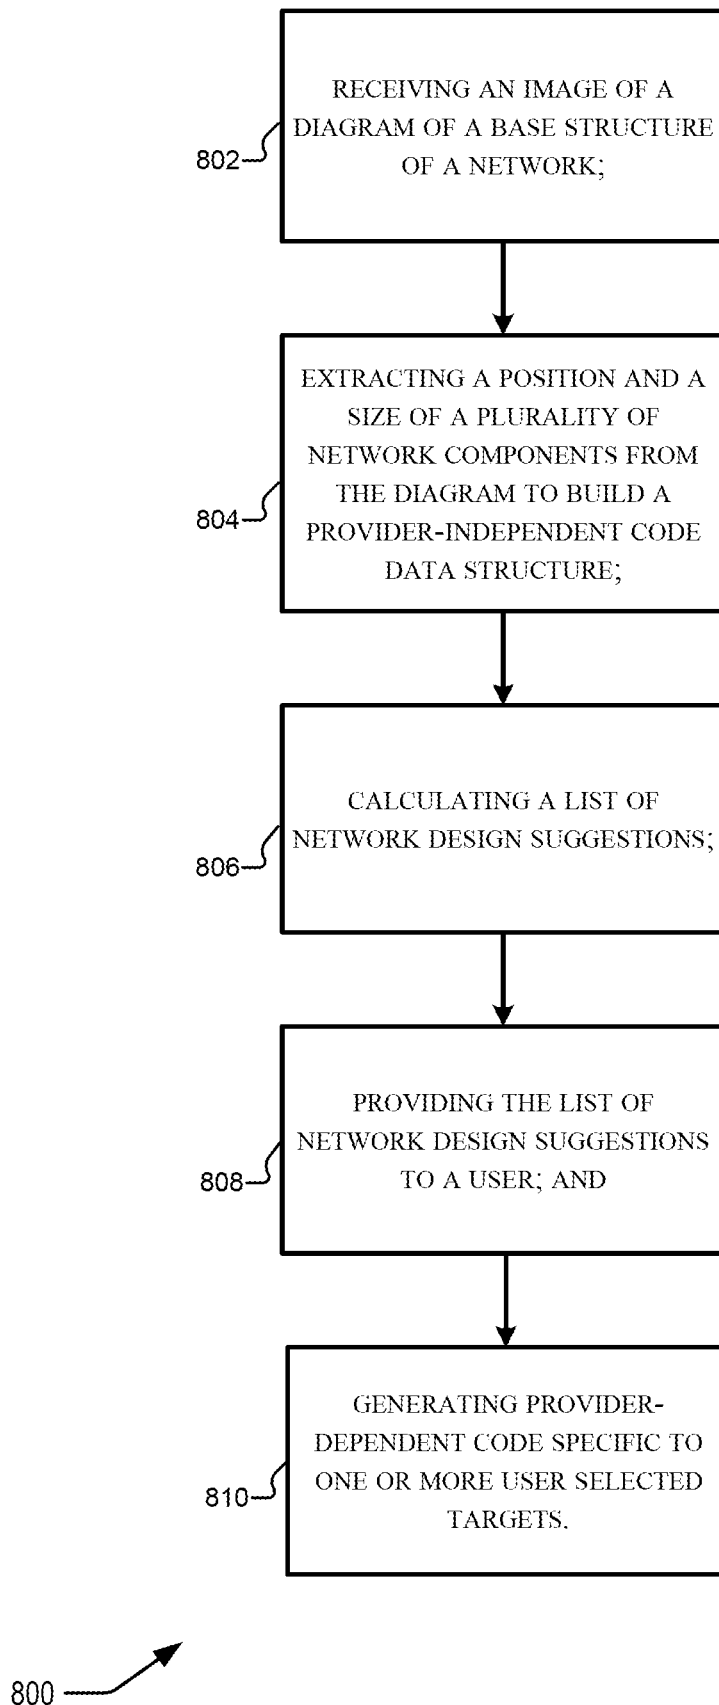 RECEIVING AN IMAGE OF A
DIAGRAM OF A BASE STRUCTURE
OF A NETWORK;
802
EXTRACTING A POSITION AND A
SIZE OF A PLURALITY OF
NETWORK COMPONENTS FROM
THE DIAGRAM TO BUILD A
PROVIDER-INDEPENDENT CODE
DATA STRUCTURE;
804
CALCULATING A LIST OF
NETWORK DESIGN SUGGESTIONS;
806
PROVIDING THE LIST OF
NETWORK DESIGN SUGGESTIONS
TO A USER; AND
808
GENERATING PROVIDER-
DEPENDENT CODE SPECIFIC TO
ONE OR MORE USER SELECTED
TARGETS.
810
800